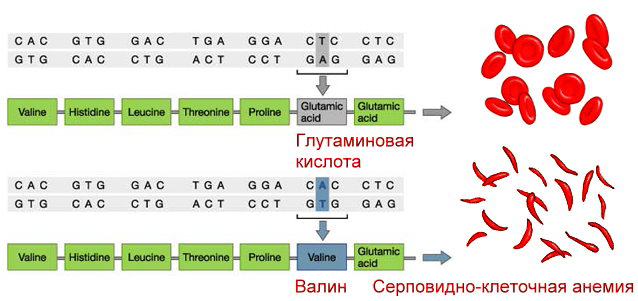 CAC GTG GAC TGA GGA CTC CTC
GTG CAC CTG ACT CCT GAG GAG
Valine Histidine Leucine Threonine Proline Glutamic acid Glutamic acid
Глутаминовая
кислота
CAC GTG GAC TGA GGA CAC CTC
GTG CAC CTG ACT CCT GTG GAG
Valine Histidine Leucine Threonine Proline Valine Glutamic acid
Валин Серповидно-клеточная анемия